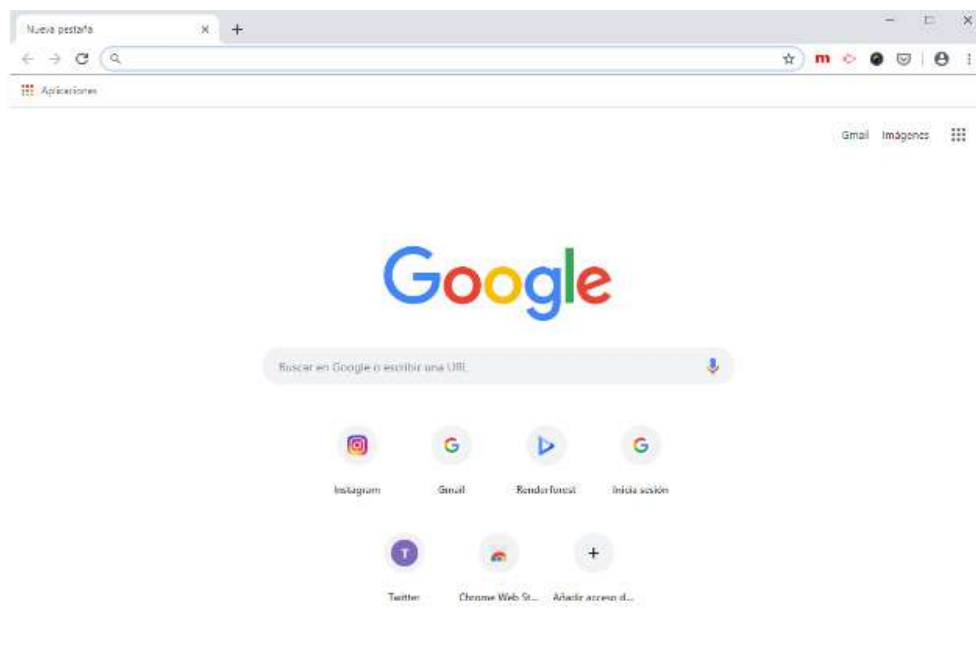 Nueva pestaña
m
Aplicaciones
Gmail Imágenes
Google
Buscar en Google o escribir una URL
Instagram Gmail Renderforest Inicia sesión
T
Twitter Chrome Web St... Añadir acceso d...